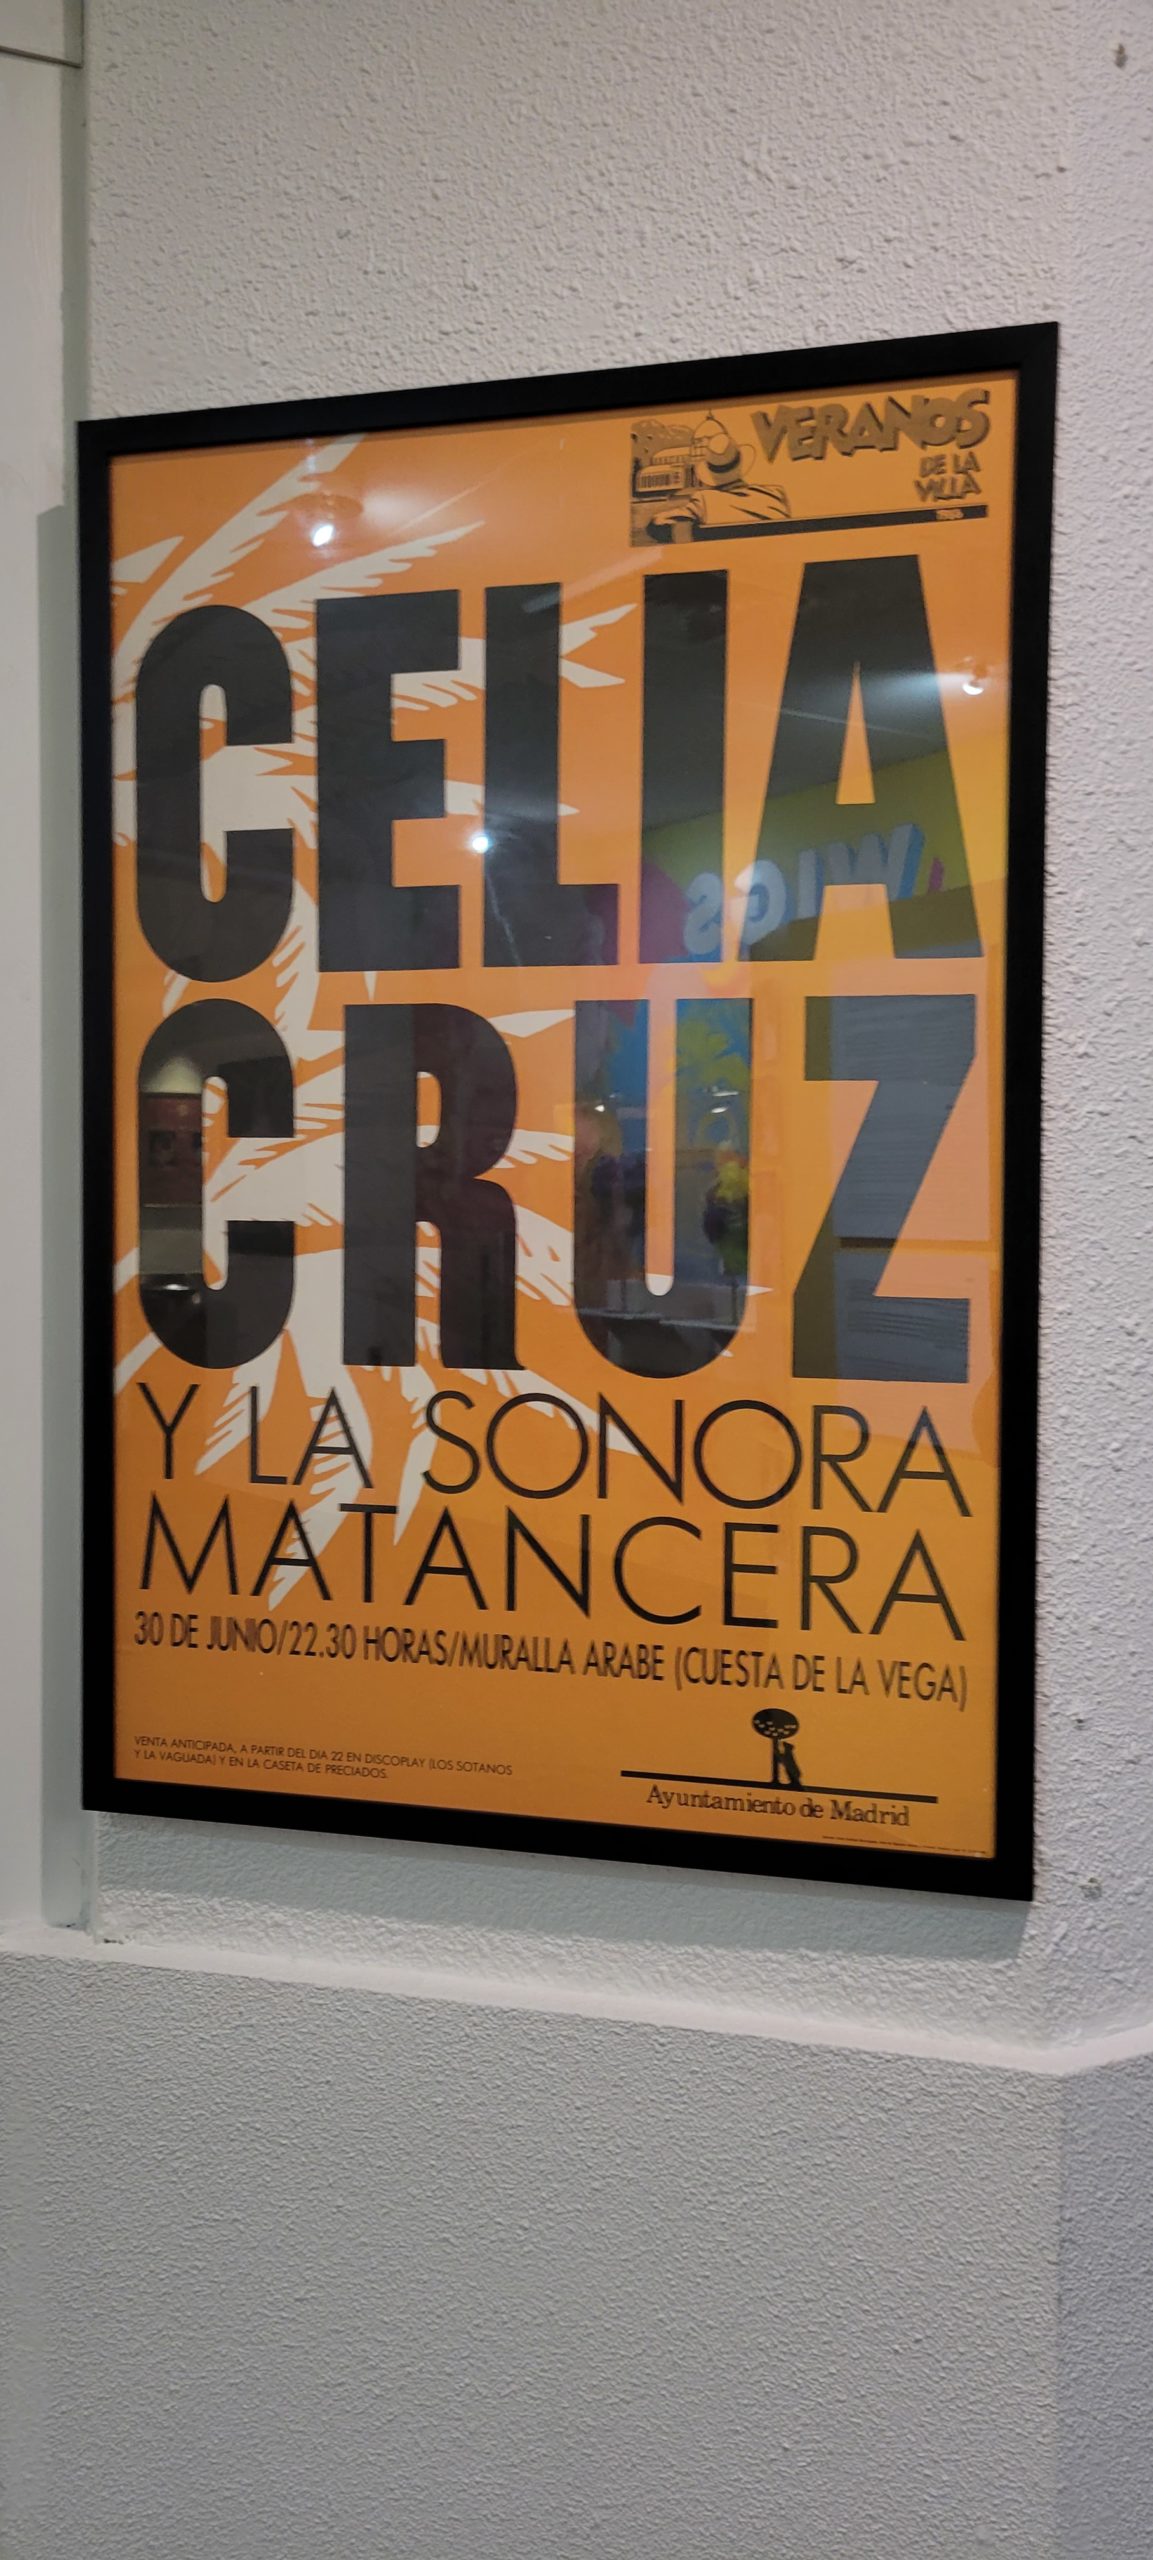 VERANOS
DE LA
VILLA
CELIA
CRUZ
Y LA SONORA
MATANCERA
30 DE JUNIO/22.30 HORAS/MURALLA ARABE (CUESTA DE LA VEGA)
VENTA ANTICIPADA, A PARTIR DEL DIA 22 EN DISCOPLAY (LOS SOTANOS
Y LA VAGUADA) Y EN LA CASETA DE PRECIADOS.
Ayuntamiento de Madrid
WIGS